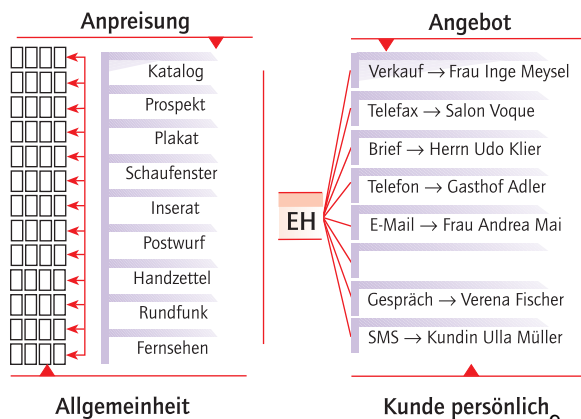 Anpreisung
Katalog
Prospekt
Plakat
Schaufenster
Inserat
Postwurf
Handzettel
Rundfunk
Fernsehen
Allgemeinheit
EH
Angebot
Verkauf → Frau Inge Meysel
Telefax → Salon Voque
Brief → Herrn Udo Klier
Telefon → Gasthof Adler
E-Mail → Frau Andrea Mai
Gespräch → Verena Fischer
SMS → Kundin Ulla Müller
Kunde persönlich